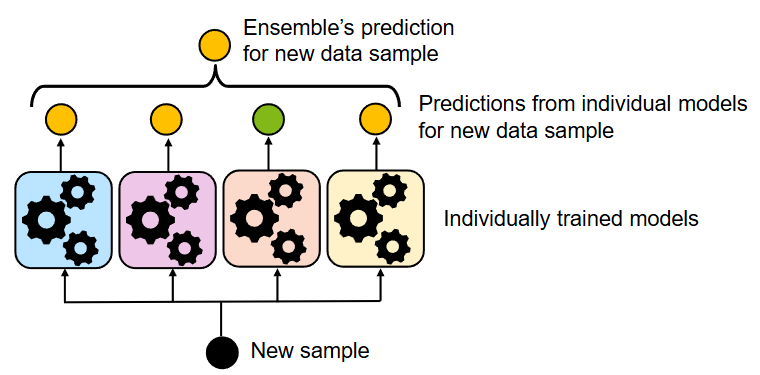 Ensemble’s prediction
for new data sample
Predictions from individual models
for new data sample
Individually trained models
New sample